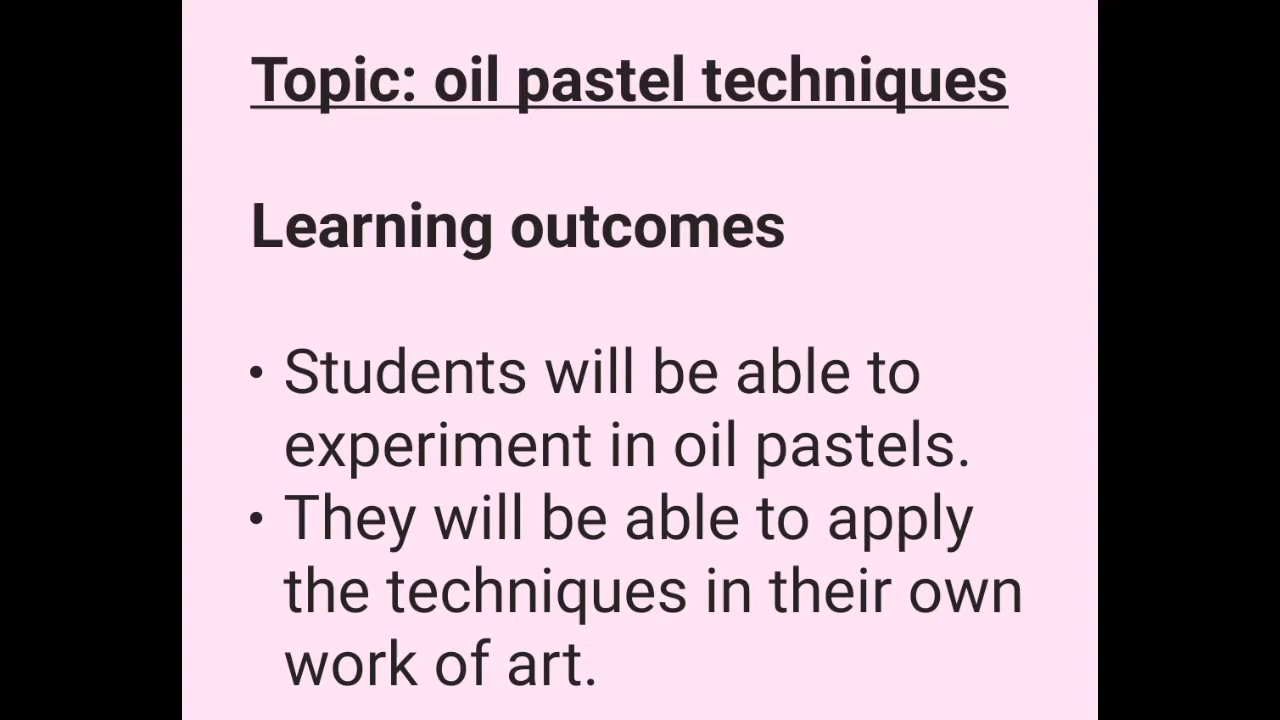 Topic: oil pastel techniques
Learning outcomes
• Students will be able to
experiment in oil pastels.
• They will be able to apply
the techniques in their own
work of art.